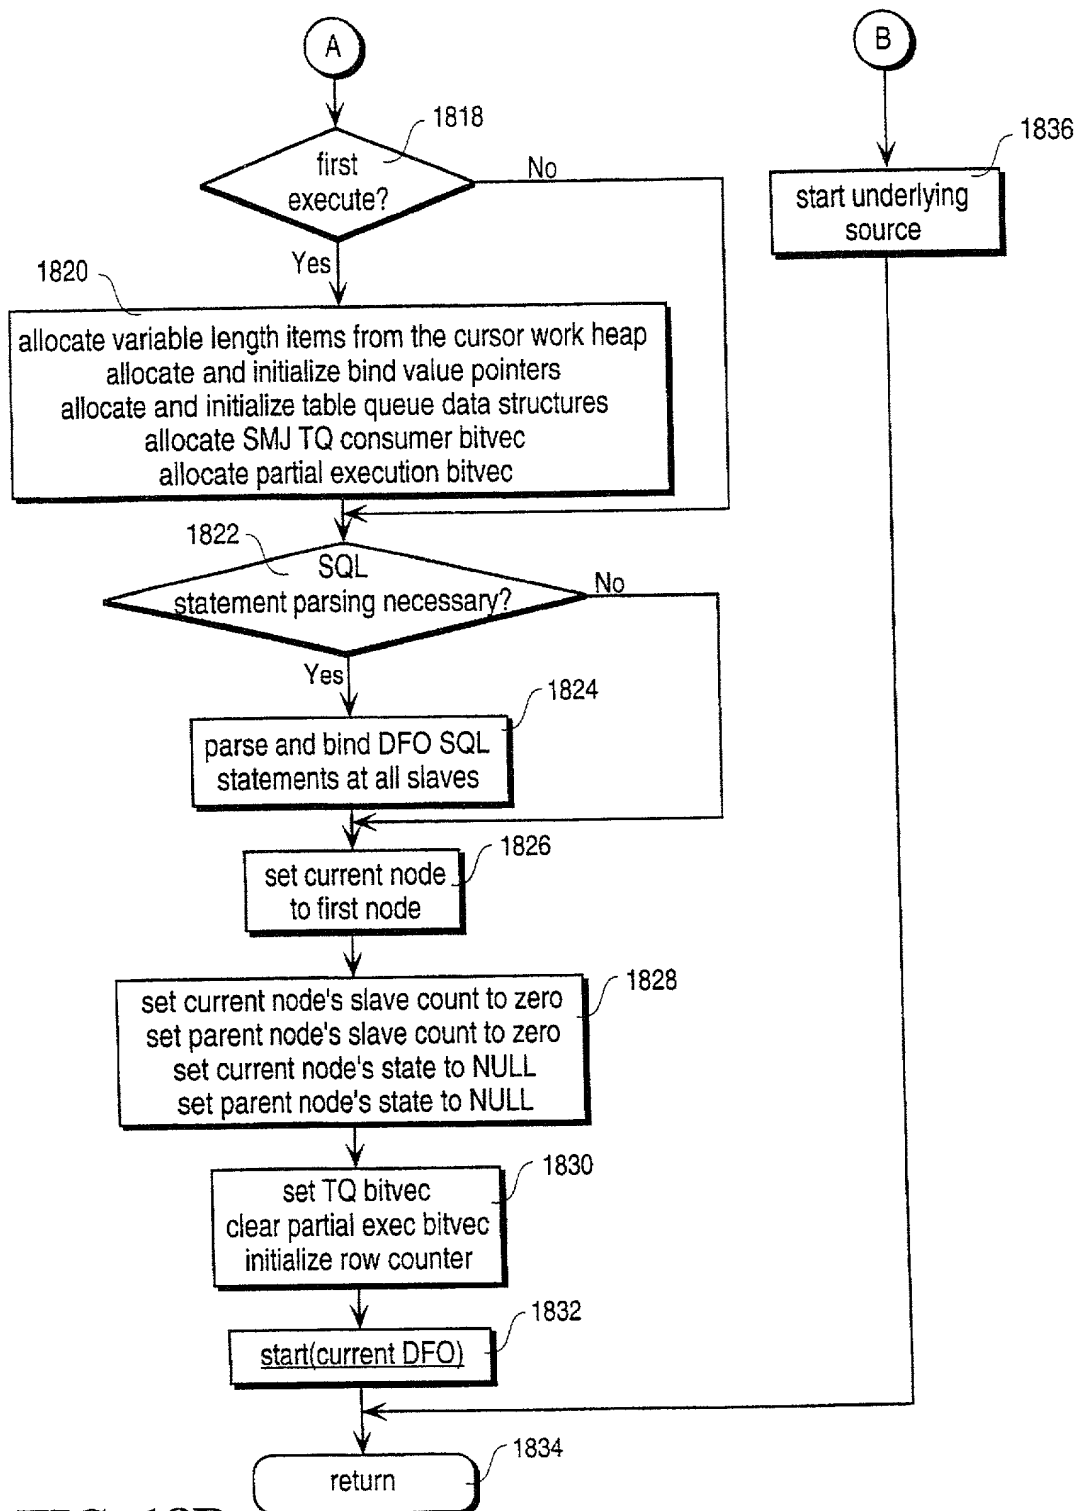 A
B
1818
first
execute?
No
1836
start underlying
source
Yes
1820
allocate variable length items from the cursor work heap
allocate and initialize bind value pointers
allocate and initialize table queue data structures
allocate SMJ TQ consumer bitvec
allocate partial execution bitvec
1822
SQL
statement parsing necessary?
No
Yes
1824
parse and bind DFO SQL
statements at all slaves
1826
set current node
to first node
1828
set current node's slave count to zero
set parent node's slave count to zero
set current node's state to NULL
set parent node's state to NULL
1830
set TQ bitvec
clear partial exec bitvec
initialize row counter
1832
start(current DFO)
1834
return